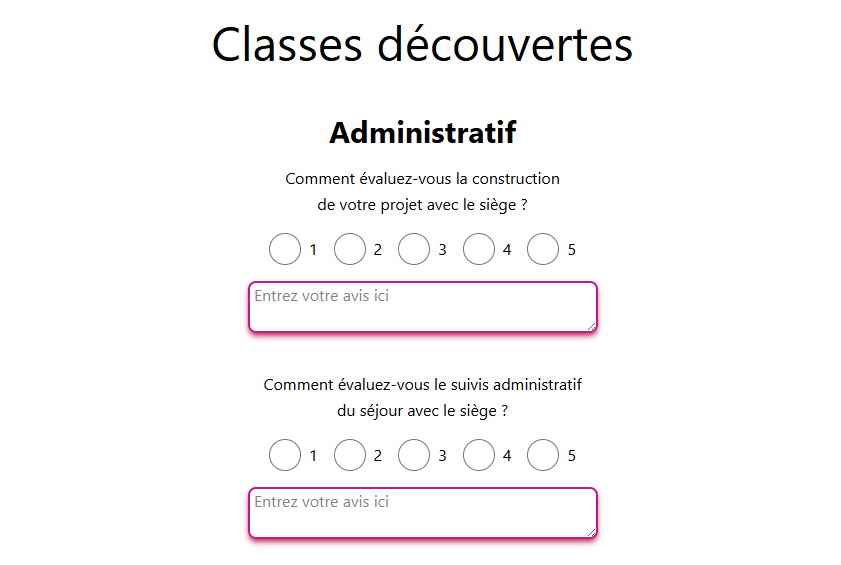 Classes découvertes
Administratif
Comment évaluez-vous la construction
de votre projet avec le siège ?
1 2 3 4 5
Entrez votre avis ici
Comment évaluez-vous le suivis administratif
du séjour avec le siège ?
1 2 3 4 5
Entrez votre avis ici